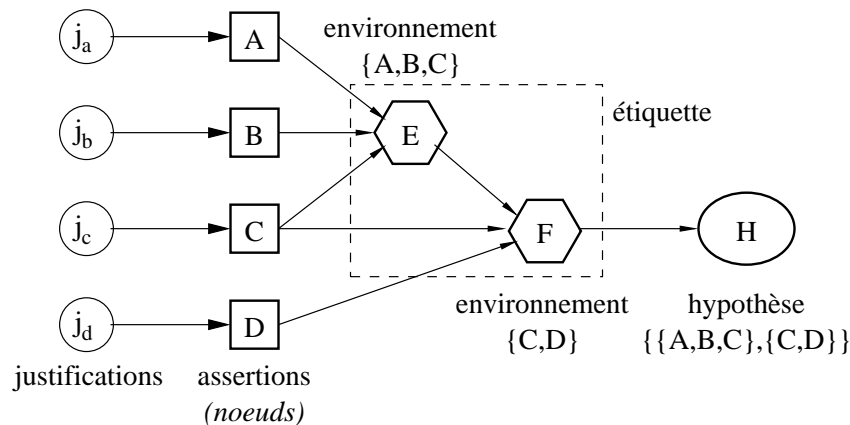 j_a
A
environnement
{A,B,C}
j_b
B
E
étiquette
j_c
C
F
H
j_d
D
environnement
{C,D}
hypothèse
{{A,B,C},{C,D}}
justifications
assertions
(noeuds)